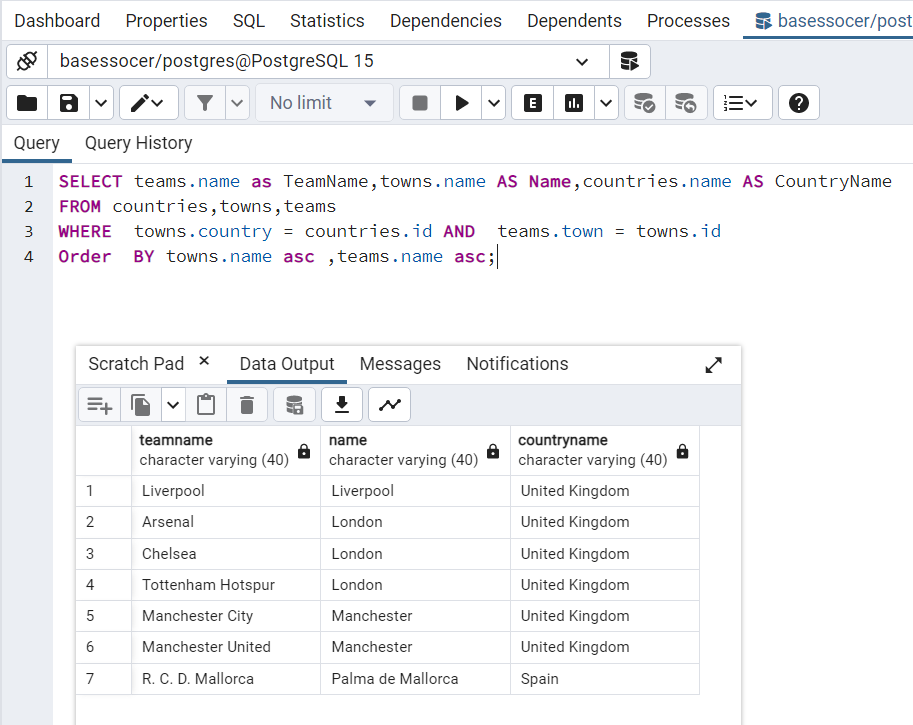 Dashboard Properties SQL Statistics Dependencies Dependents Processes basessocer/post
basessocer/postgres@PostgreSQL 15
No limit E
Query Query History
1 SELECT teams.name as TeamName,towns.name AS Name,countries.name AS CountryName
2 FROM countries,towns,teams
3 WHERE towns.country = countries.id AND teams.town = towns.id
4 Order BY towns.name asc ,teams.name asc;
Scratch Pad Data Output Messages Notifications
teamname name countryname
character varying (40) character varying (40) character varying (40)
1 Liverpool Liverpool United Kingdom
2 Arsenal London United Kingdom
3 Chelsea London United Kingdom
4 Tottenham Hotspur London United Kingdom
5 Manchester City Manchester United Kingdom
6 Manchester United Manchester United Kingdom
7 R. C. D. Mallorca Palma de Mallorca Spain